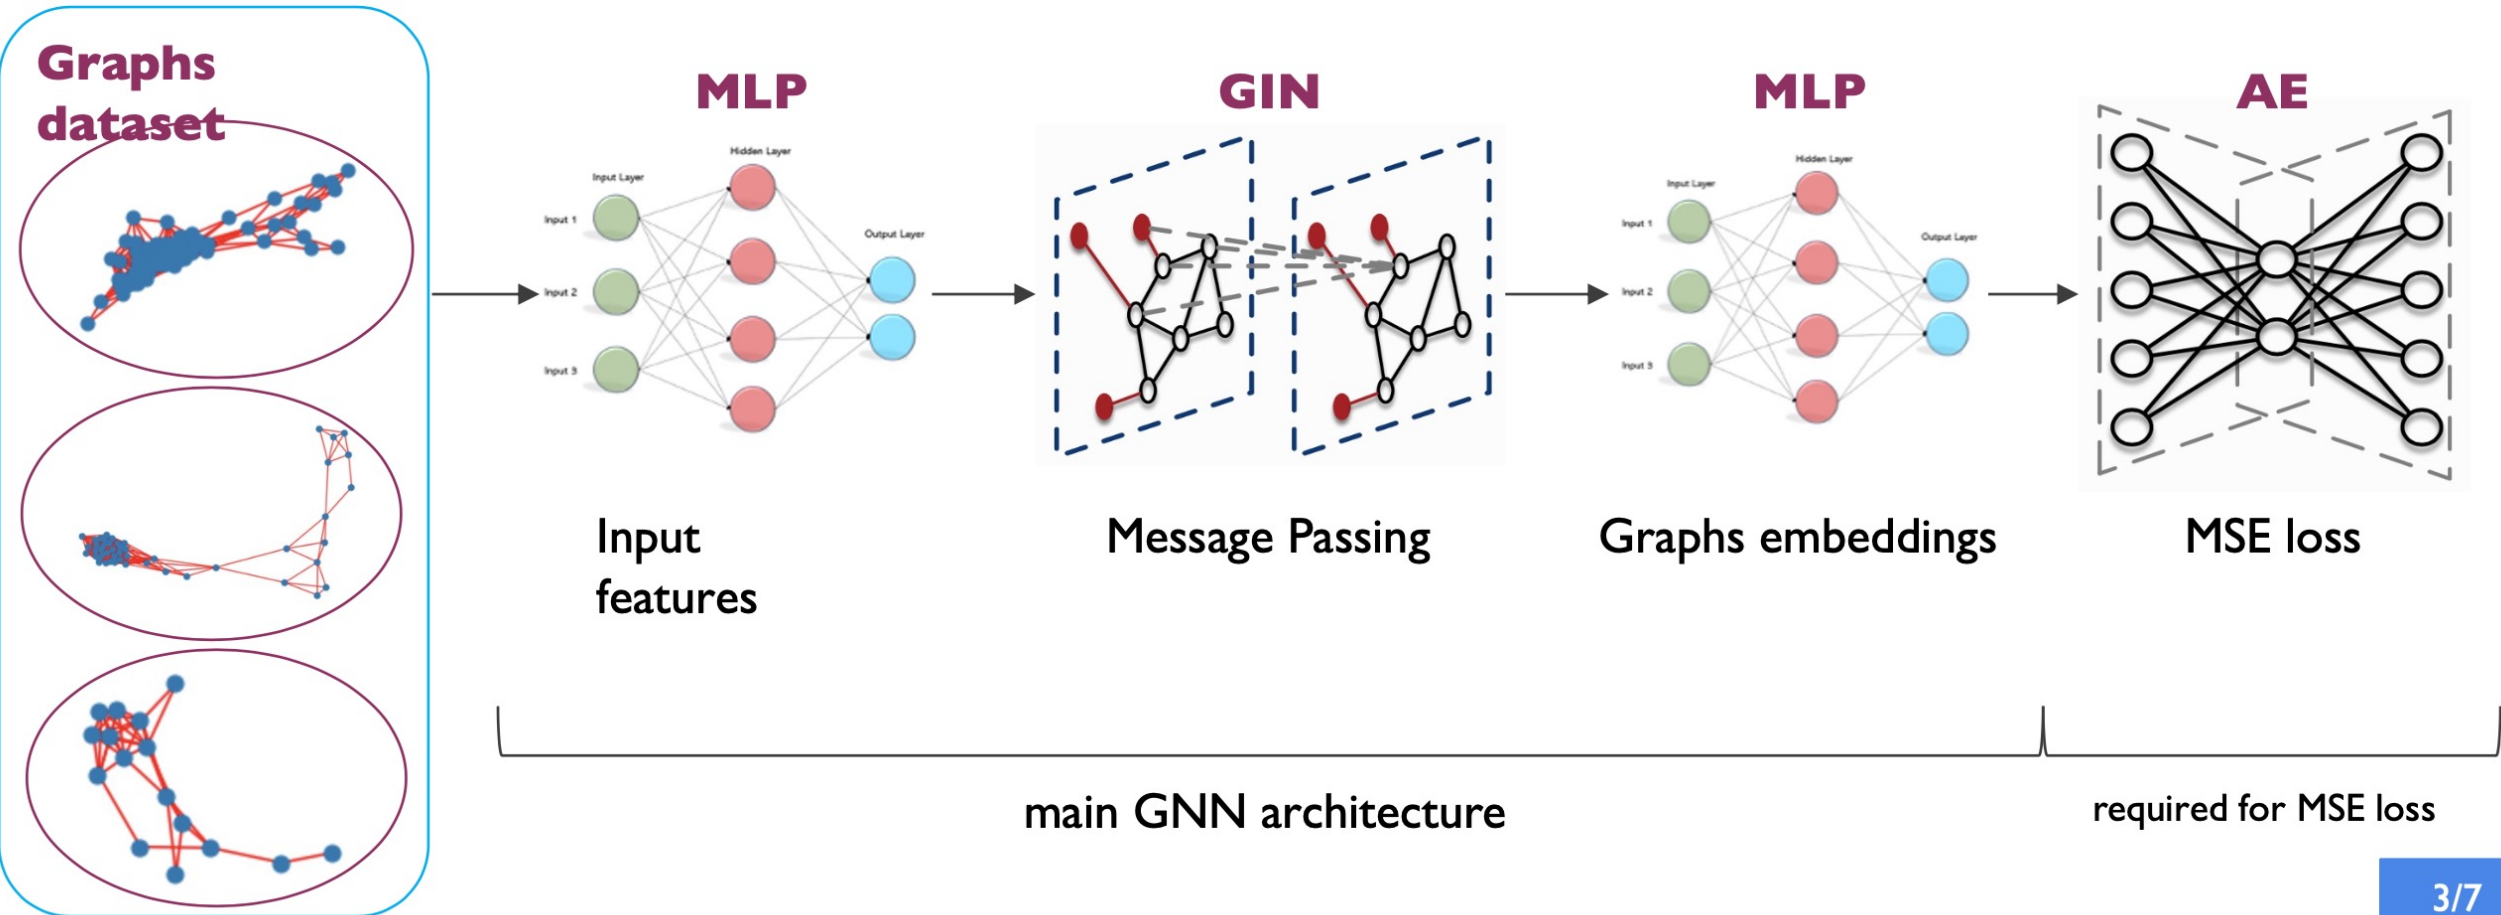 Graphs
dataset
MLP
Hidden Layer
Input Layer
Input 1
Output Layer
Input 2
Input 3
Input
features
GIN
Message Passing
MLP
Hidden Layer
Input Layer
Input 1
Output Layer
Input 2
Input 3
Graphs embeddings
AE
MSE loss
main GNN architecture
required for MSE loss
3/7